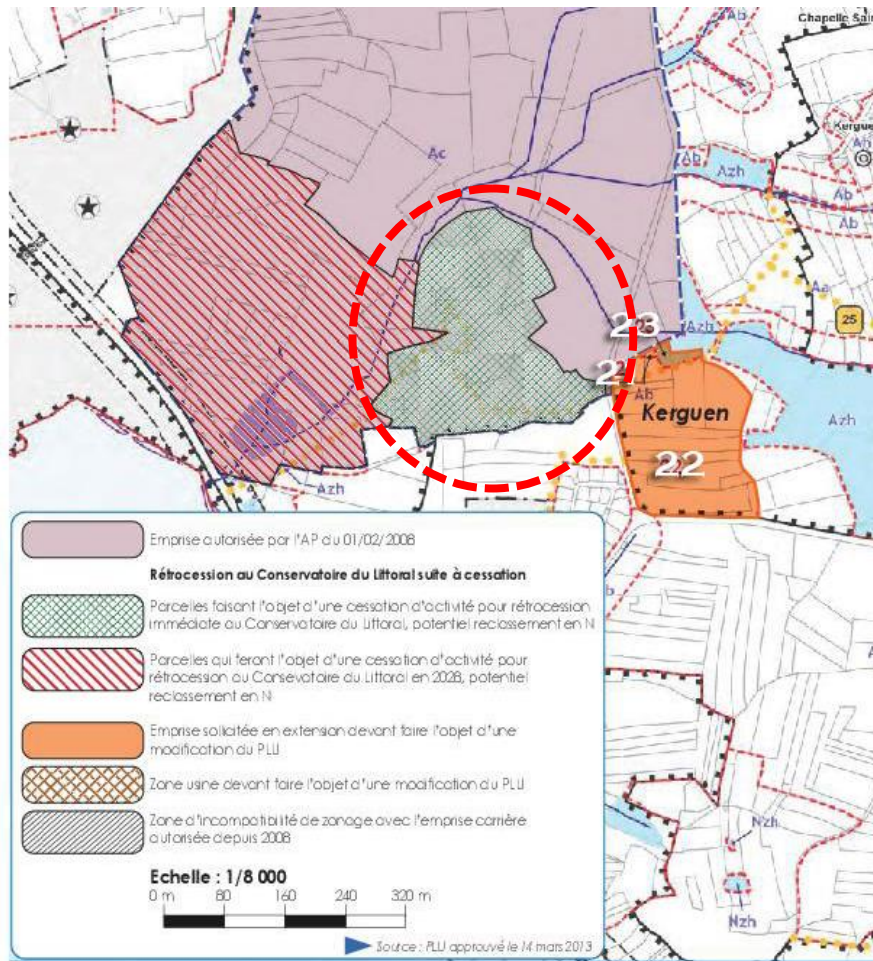 Chapelle Sai
Ab
Kergue
Ah
Ac
Ab
Azh
Ab
Ab
Aa
25
23
Azh
21
Ab
Kerguen
Azh
22
Azh
b
Emprise autorisée par l'AP du 01/02/2008
Rétrocession au Conservatoire du Littoral suite à cessation
Parcelles faisant l'objet d'une cessation d'activité pour rétrocession
immédiate au Conservatoire du Littoral, potentiel reclassement en N
Parcelles qui feront l'objet d'une cessation d'activité pour
rétrocession au Consevatoire du Littoral en 2028, potentiel
reclassement en N
Emprise sollicitée en extension devant faire l'objet d'une
modification du PLU
Zone usine devant faire l'objet d'une modification du PLU
Zone d'incompatibilité de zonage avec l'emprise carrière
autorisée depuis 2008
Echelle : 1/8 000
0 m 80 160 240 320 m
Source : PLU approuvé le 14 mars 2013
Nzh
Nzh